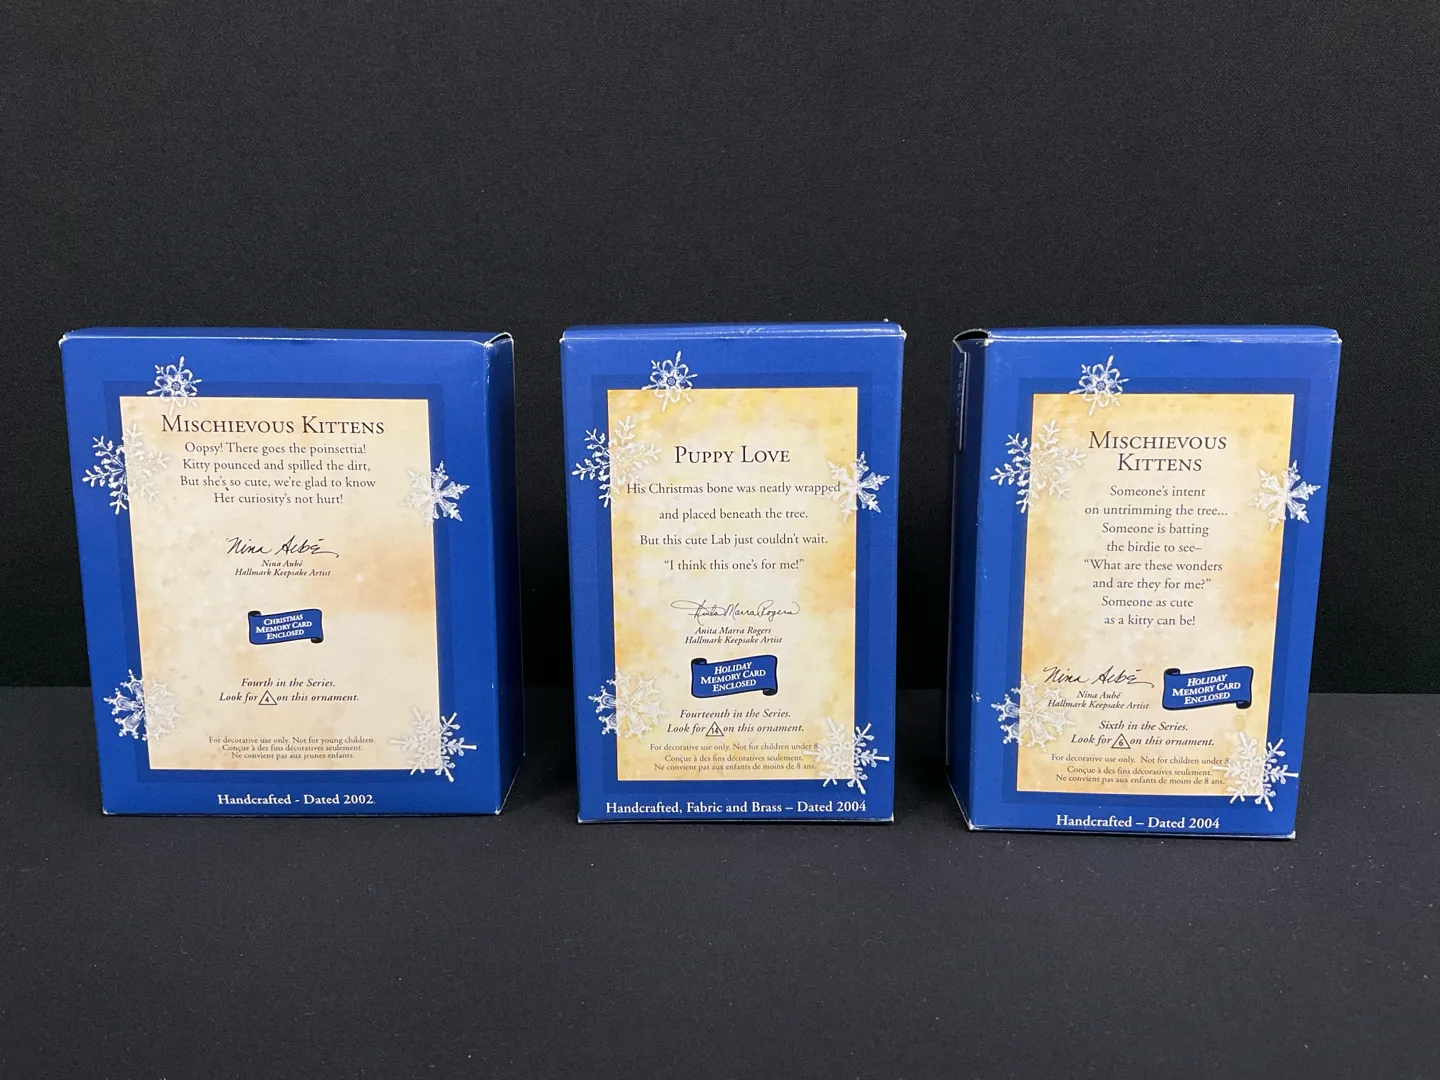 MISCHIEVOUS KITTENS
Oopsy! There goes the poinsettia!
Kitty pounced and spilled the dirt,
But she's so cute, we're glad to know
Her curiosity's not hurt!
Nina Aubé
Nina Aubé
Hallmark Keepsake Artist
CHRISTMAS
MEMORY CARD
ENCLOSED
Fourth in the Series.
Look for 4 on this ornament.
For decorative use only. Not for young children.
Conçue à des fins décoratives seulement.
Ne convient pas aux jeunes enfants.
Handcrafted - Dated 2002
PUPPY LOVE
His Christmas bone was neatly wrapped
and placed beneath the tree.
But this cute Lab just couldn't wait.
"I think this one's for me!"
Anita Marra Rogers
Anita Marra Rogers
Hallmark Keepsake Artist
HOLIDAY
MEMORY CARD
ENCLOSED
Fourteenth in the Series.
Look for 14 on this ornament.
For decorative use only. Not for children under 8.
Conçue à des fins décoratives seulement.
Ne convient pas aux enfants de moins de 8 ans.
Handcrafted, Fabric and Brass – Dated 2004
MISCHIEVOUS
KITTENS
Someone's intent
on untrimming the tree...
Someone is batting
the birdie to see–
"What are these wonders
and are they for me?"
Someone as cute
as a kitty can be!
Nina Aubé
Nina Aubé
Hallmark Keepsake Artist
HOLIDAY
MEMORY CARD
ENCLOSED
Sixth in the Series.
Look for 6 on this ornament.
For decorative use only. Not for children under 8.
Conçue à des fins décoratives seulement.
Ne convient pas aux enfants de moins de 8 ans.
Handcrafted – Dated 2004